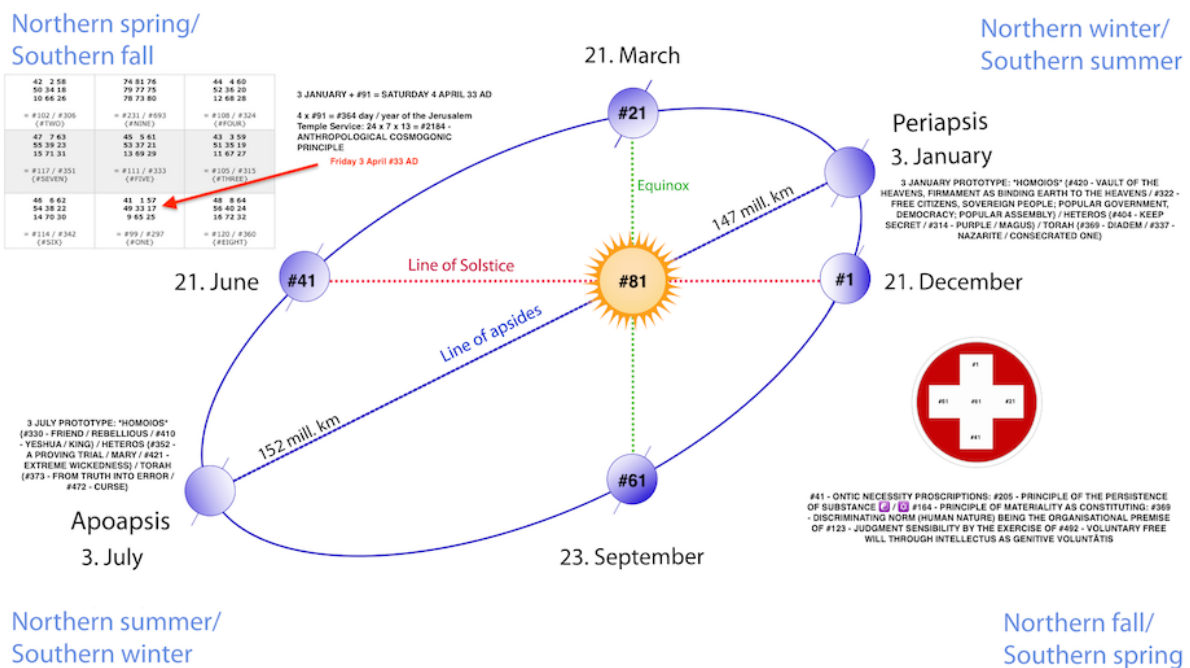 Northern spring/
Southern fall
Northern winter/
Southern summer
21. March
42 2 58
50 34 18
10 66 26
= #102 / #306
{#TWO}
74 81 76
79 77 75
78 73 80
= #231 / #693
{#NINE}
44 4 60
52 36 20
12 68 28
= #108 / #324
{#FOUR}
47 7 63
55 39 23
15 71 31
= #117 / #351
{#SEVEN}
45 5 61
53 37 21
13 69 29
= #111 / #333
{#FIVE}
43 3 59
51 35 19
11 67 27
= #105 / #315
{#THREE}
46 6 62
54 38 22
14 70 30
= #114 / #342
{#SIX}
41 1 57
49 33 17
9 65 25
= #99 / #297
{#ONE}
48 8 64
56 40 24
16 72 32
= #120 / #360
{#EIGHT}
3 JANUARY + #91 = SATURDAY 4 APRIL 33 AD
4 x #91 = #364 day / year of the Jerusalem
Temple Service: 24 x 7 x 13 = #2184 -
ANTHROPOLOGICAL COSMOGONIC
PRINCIPLE
Friday 3 April #33 AD
#21
Equinox
Periapsis
3. January
3 JANUARY PROTOTYPE: *HOMOIOS* {#420 - VAULT OF THE
HEAVENS, FIRMAMENT AS BINDING EARTH TO THE HEAVENS / #322 -
FREE CITIZENS, SOVEREIGN PEOPLE; POPULAR GOVERNMENT,
DEMOCRACY; POPULAR ASSEMBLY} / HETEROS {#404 - KEEP
SECRET / #314 - PURPLE / MAGUS} / TORAH {#369 - DIADEM / #337 -
NAZARITE / CONSECRATED ONE}
147 mill. km
21. June
#41
Line of Solstice
#81
#1
21. December
Line of apsides
152 mill. km
#1
#91
#81
#21
#41
3 JULY PROTOTYPE: *HOMOIOS*
{#330 - FRIEND / REBELLIOUS / #410
- YESHUA / KING} / HETEROS {#352 -
A PROVING TRIAL / MARY / #421 -
EXTREME WICKEDNESS} / TORAH
{#373 - FROM TRUTH INTO ERROR /
#472 - CURSE}
Apoapsis
3. July
#61
23. September
#41 - ONTIC NECESSITY PROSCRIPTIONS: #205 - PRINCIPLE OF THE PERSISTENCE
OF SUBSTANCE / #164 - PRINCIPLE OF MATERIALITY AS CONSTITUTING: #369
- DISCRIMINATING NORM (HUMAN NATURE) BEING THE ORGANISATIONAL PREMISE
OF #123 - JUDGMENT SENSIBILITY BY THE EXERCISE OF #492 - VOLUNTARY FREE
WILL THROUGH INTELLECTUS AS GENITIVE VOLUNTĀTIS
Northern summer/
Southern winter
Northern fall/
Southern spring